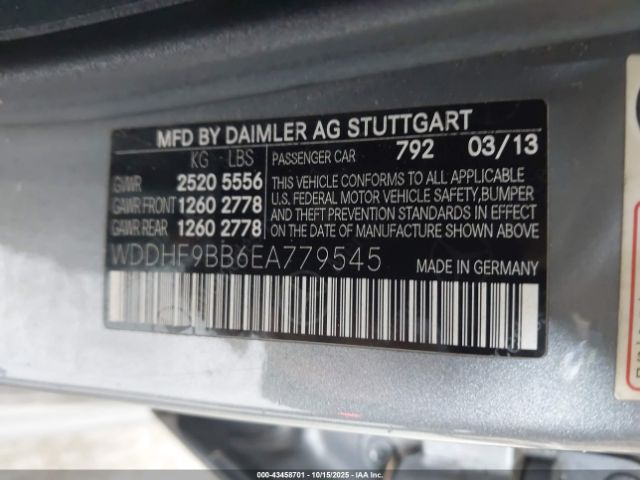 MFD BY DAIMLER AG STUTTGART
KG LBS
PASSENGER CAR 792 03/13
GVWR 2520 5556
GAWR FRONT 1260 2778
GAWR REAR 1260 2778
THIS VEHICLE CONFORMS TO ALL APPLICABLE
U.S. FEDERAL MOTOR VEHICLE SAFETY, BUMPER
AND THEFT PREVENTION STANDARDS IN EFFECT
ON THE DATE OF MANUFACTURE SHOWN ABOVE
WDDHF9BB6EA779545 MADE IN GERMANY
000-43458701 - 10/15/2025 - IAAI.COM